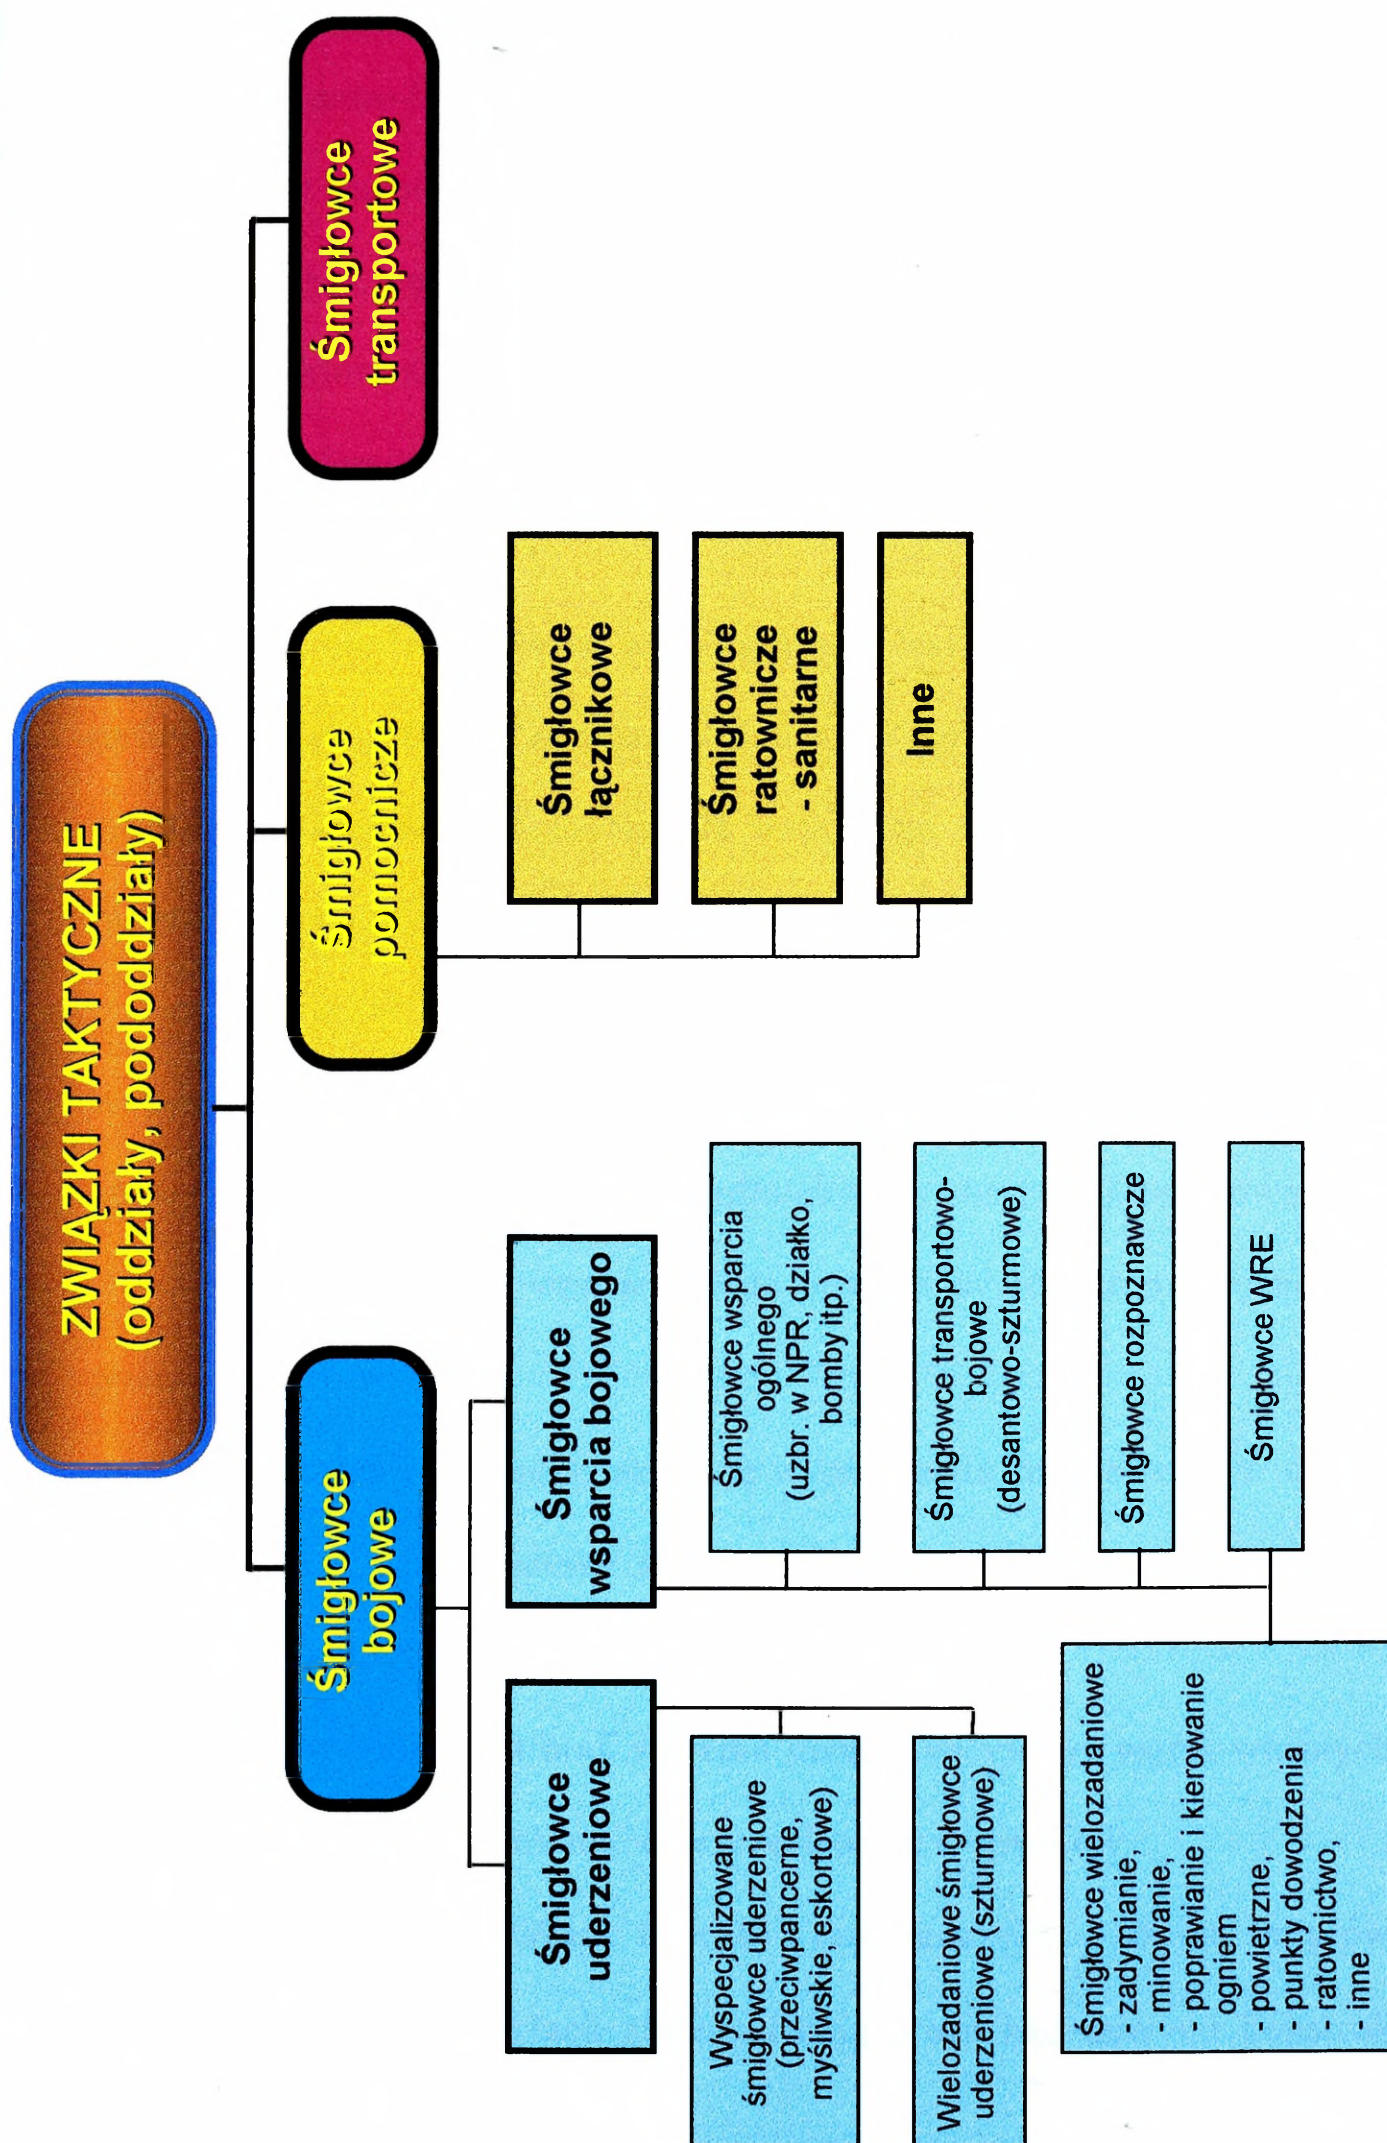 ZWIĄZKI TAKTYCZNE
(oddziały, pododdziały)
Śmigłowce
bojowe
Śmigłowce
pomocnicze
Śmigłowce
transportowe
Śmigłowce
uderzeniowe
Śmigłowce
wsparcia bojowego
Śmigłowce
łącznikowe
Śmigłowce
ratownicze
- sanitarne
Inne
Wyspecjalizowane
śmigłowce uderzeniowe
(przeciwpancerne,
myśliwskie, eskortowe)
Wielozadaniowe śmigłowce
uderzeniowe (szturmowe)
Śmigłowce wsparcia
ogólnego
(uzbr. w NPR, działko,
bomby itp.)
Śmigłowce transportowo-
bojowe
(desantowo-szturmowe)
Śmigłowce rozpoznawcze
Śmigłowce WRE
Śmigłowce wielozadaniowe
- zadymianie,
- minowanie,
- poprawianie i kierowanie
ogniem
- powietrzne,
- punkty dowodzenia
- ratownictwo,
- inne